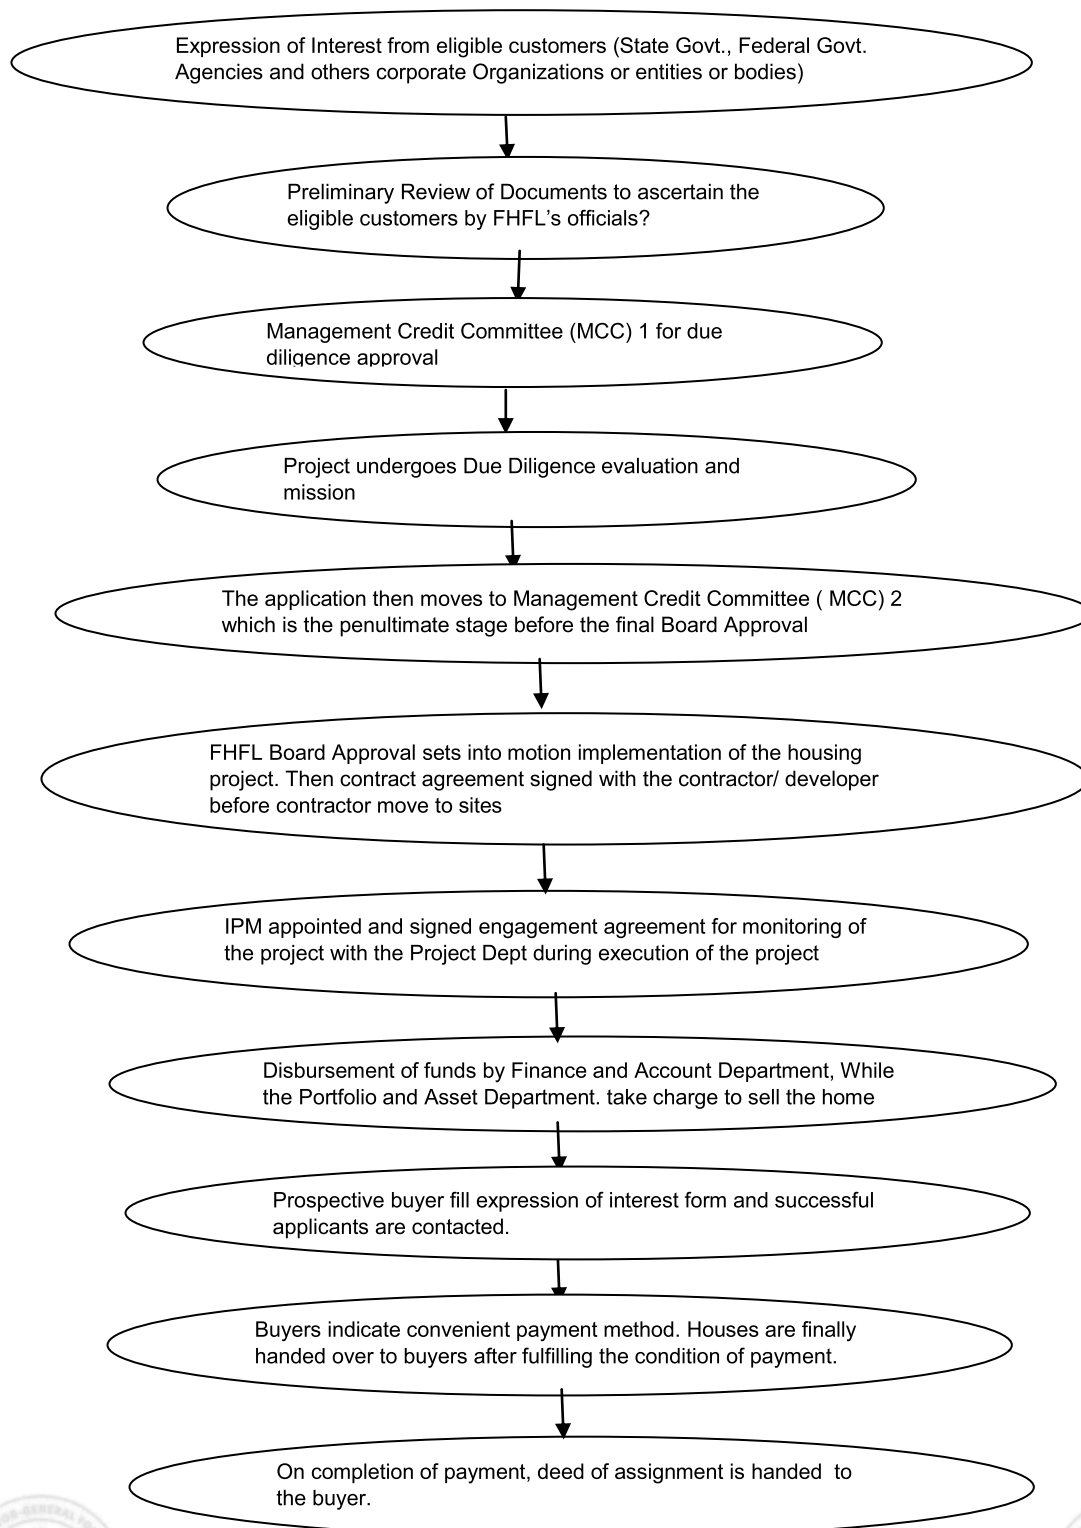 Expression of Interest from eligible customers (State Govt., Federal Govt.
Agencies and others corporate Organizations or entities or bodies)
Preliminary Review of Documents to ascertain the
eligible customers by FHFL’s officials?
Management Credit Committee (MCC) 1 for due
diligence approval
Project undergoes Due Diligence evaluation and
mission
The application then moves to Management Credit Committee ( MCC) 2
which is the penultimate stage before the final Board Approval
FHFL Board Approval sets into motion implementation of the housing
project. Then contract agreement signed with the contractor/ developer
before contractor move to sites
IPM appointed and signed engagement agreement for monitoring of
the project with the Project Dept during execution of the project
Disbursement of funds by Finance and Account Department, While
the Portfolio and Asset Department. take charge to sell the home
Prospective buyer fill expression of interest form and successful
applicants are contacted.
Buyers indicate convenient payment method. Houses are finally
handed over to buyers after fulfilling the condition of payment.
On completion of payment, deed of assignment is handed  to
the buyer.